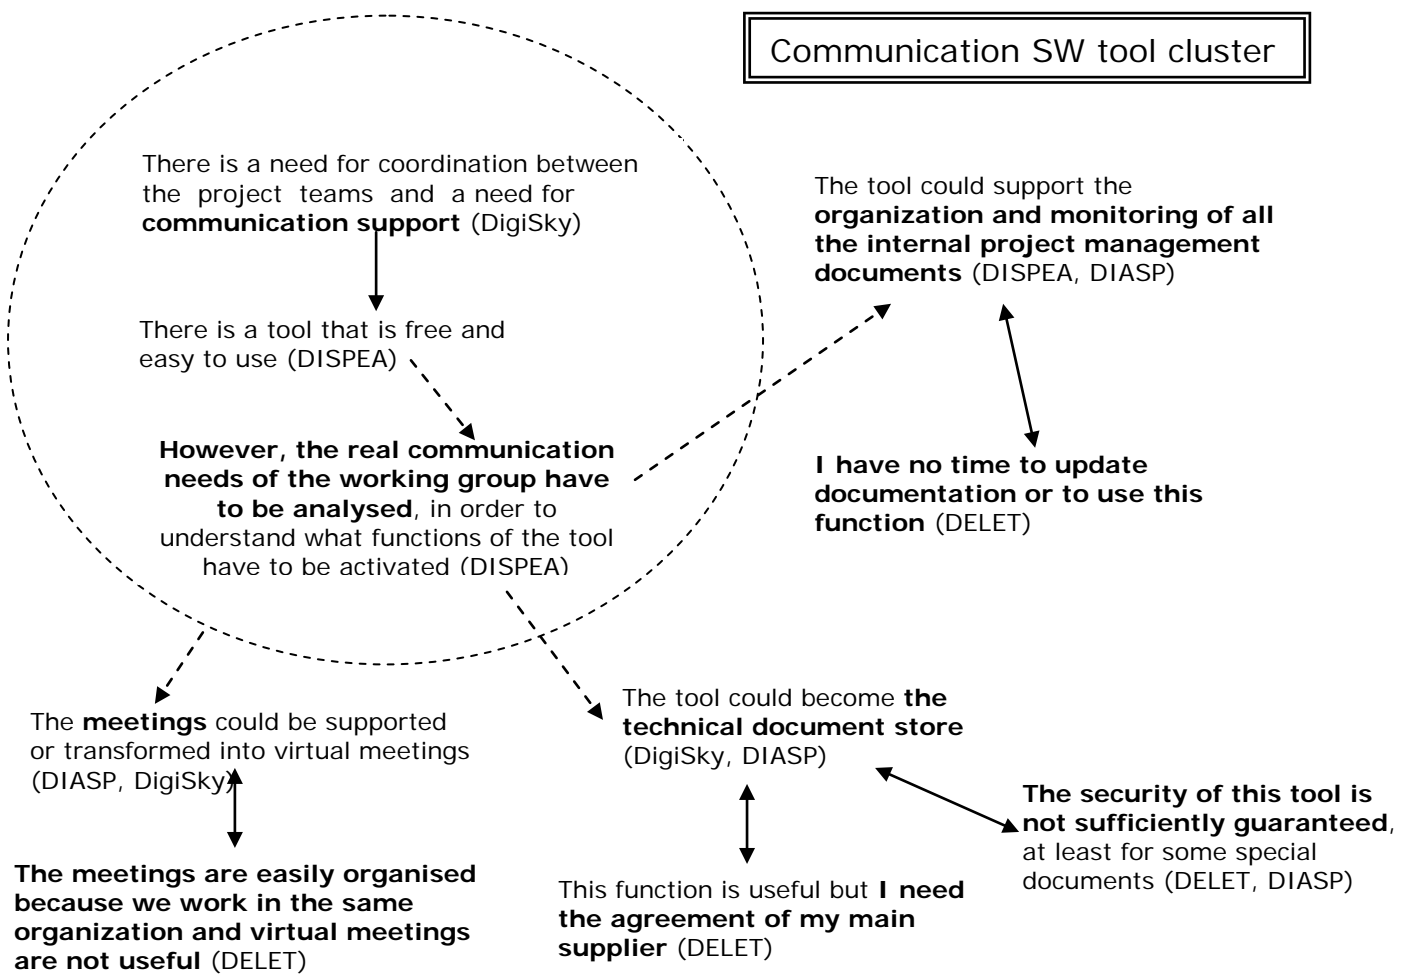 Communication SW tool cluster
There is a need for coordination between
the project teams and a need for
communication support (DigiSky)
There is a tool that is free and
easy to use (DISPEA)
However, the real communication
needs of the working group have
to be analysed, in order to
understand what functions of the tool
have to be activated (DISPEA)
The tool could support the
organization and monitoring of all
the internal project management
documents (DISPEA, DIASP)
I have no time to update
documentation or to use this
function (DELET)
The meetings could be supported
or transformed into virtual meetings
(DIASP, DigiSky)
The meetings are easily organised
because we work in the same
organization and virtual meetings
are not useful (DELET)
The tool could become the
technical document store
(DigiSky, DIASP)
This function is useful but I need
the agreement of my main
supplier (DELET)
The security of this tool is
not sufficiently guaranteed,
at least for some special
documents (DELET, DIASP)